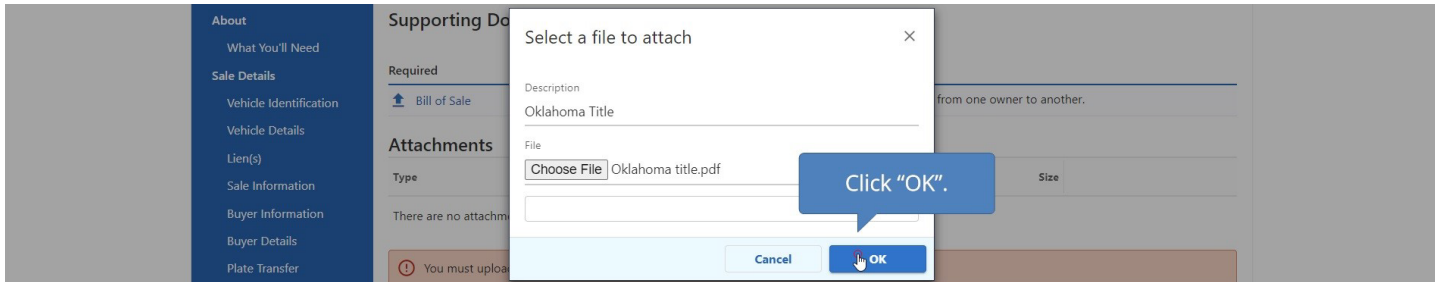 About
What You'll Need
Sale Details
Vehicle Identification
Vehicle Details
Lien(s)
Sale Information
Buyer Information
Buyer Details
Plate Transfer
Supporting Do
Required
Bill of Sale
from one owner to another.
Attachments
Type
Size
There are no attachm
You must uploa
Select a file to attach
Description
Oklahoma Title
File
Choose File Oklahoma title.pdf
Click “OK”.
Cancel
OK